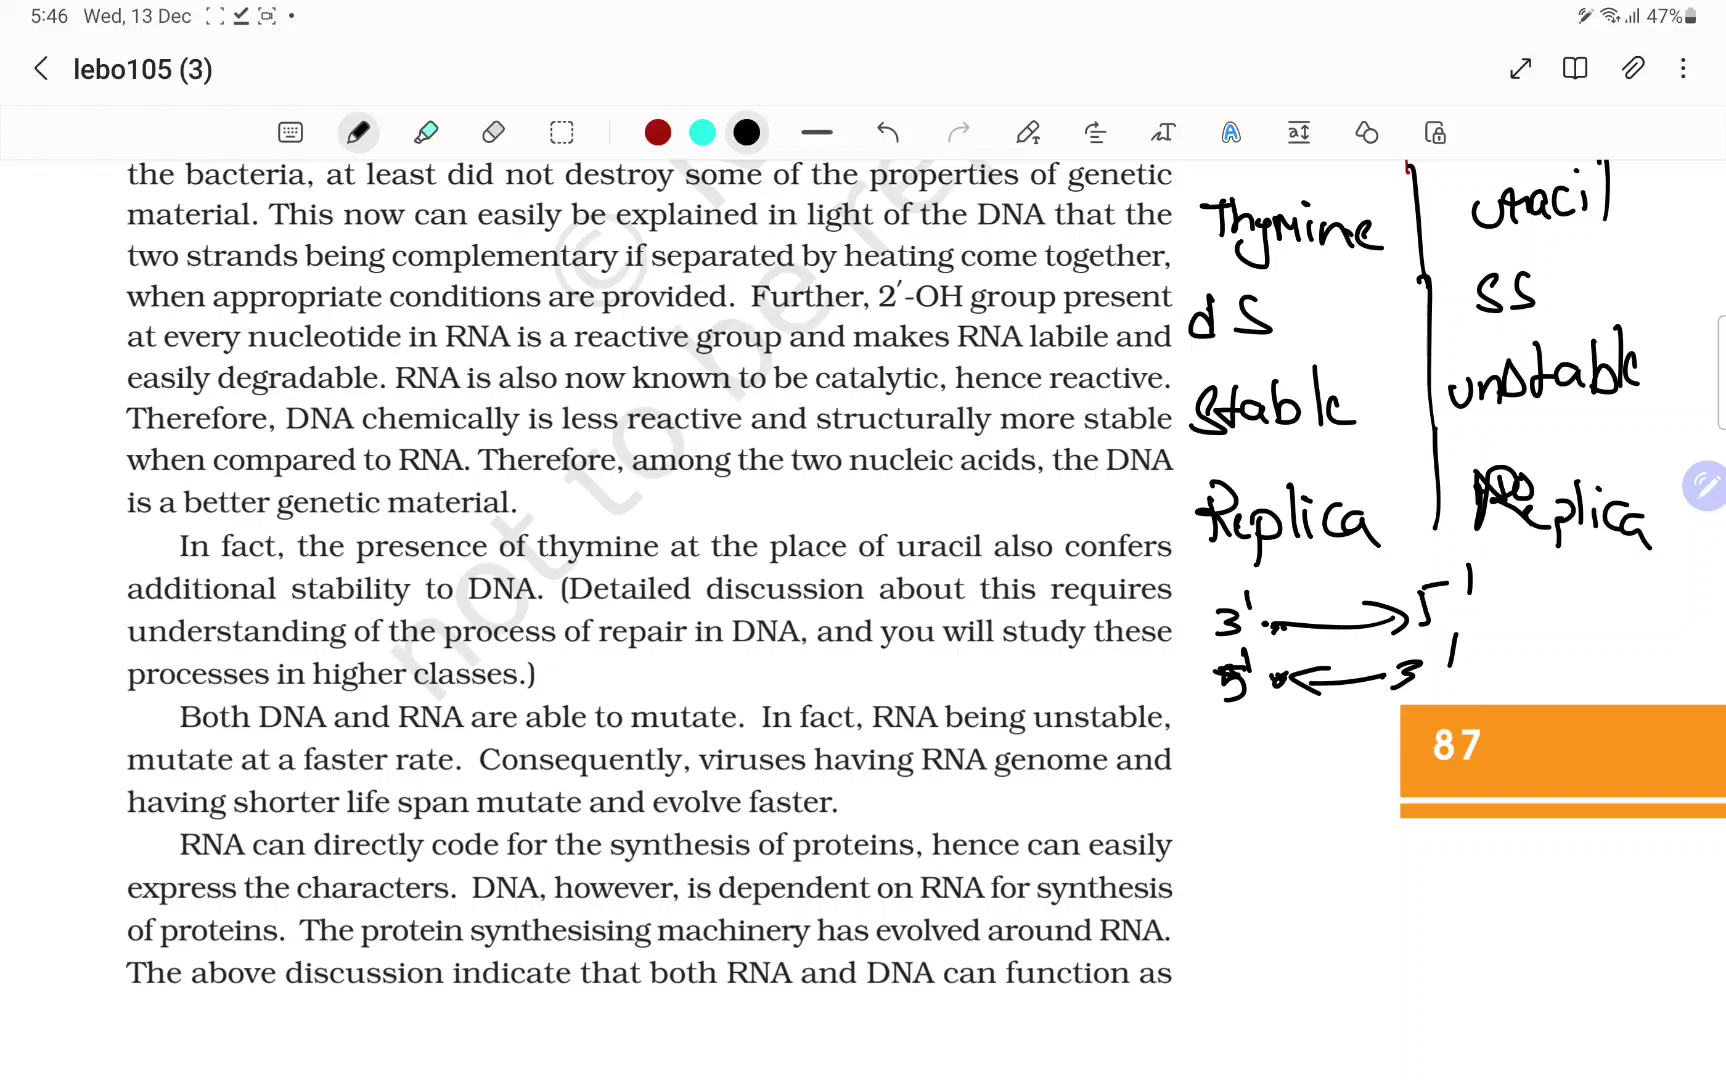 5:46 Wed, 13 Dec
47%
lebo105 (3)
the bacteria, at least did not destroy some of the properties of genetic
material. This now can easily be explained in light of the DNA that the
two strands being complementary if separated by heating come together,
when appropriate conditions are provided. Further, 2′-OH group present
at every nucleotide in RNA is a reactive group and makes RNA labile and
easily degradable. RNA is also now known to be catalytic, hence reactive.
Therefore, DNA chemically is less reactive and structurally more stable
when compared to RNA. Therefore, among the two nucleic acids, the DNA
is a better genetic material.
In fact, the presence of thymine at the place of uracil also confers
additional stability to DNA. (Detailed discussion about this requires
understanding of the process of repair in DNA, and you will study these
processes in higher classes.)
Both DNA and RNA are able to mutate. In fact, RNA being unstable,
mutate at a faster rate. Consequently, viruses having RNA genome and
having shorter life span mutate and evolve faster.
RNA can directly code for the synthesis of proteins, hence can easily
express the characters. DNA, however, is dependent on RNA for synthesis
of proteins. The protein synthesising machinery has evolved around RNA.
The above discussion indicate that both RNA and DNA can function as
Thymine
Uracil
dS
SS
Stable
unstable
Replica
Replica
3' → 5'
5' ← 3'
87
not to be re